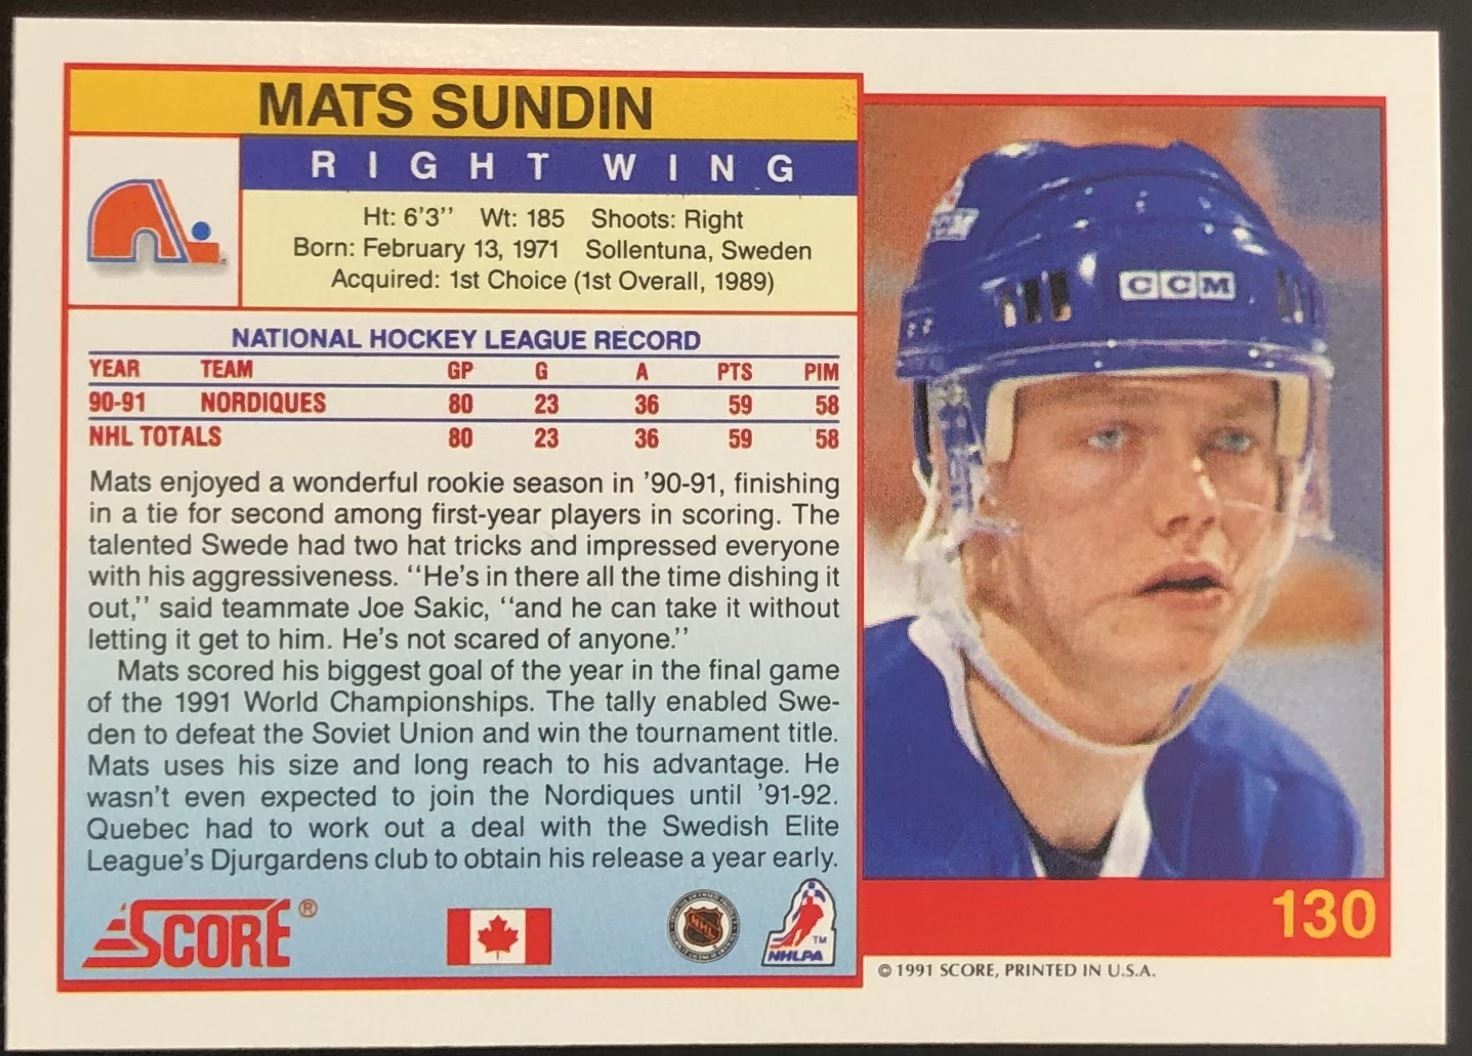 MATS SUNDIN
RIGHT WING
Ht: 6'3'' Wt: 185 Shoots: Right
Born: February 13, 1971 Sollentuna, Sweden
Acquired: 1st Choice (1st Overall, 1989)
NATIONAL HOCKEY LEAGUE RECORD
YEAR TEAM GP G A PTS PIM
90-91 NORDIQUES 80 23 36 59 58
NHL TOTALS 80 23 36 59 58
Mats enjoyed a wonderful rookie season in '90-91, finishing
in a tie for second among first-year players in scoring. The
talented Swede had two hat tricks and impressed everyone
with his aggressiveness. ''He's in there all the time dishing it
out,'' said teammate Joe Sakic, ''and he can take it without
letting it get to him. He's not scared of anyone.''
Mats scored his biggest goal of the year in the final game
of the 1991 World Championships. The tally enabled Swe-
den to defeat the Soviet Union and win the tournament title.
Mats uses his size and long reach to his advantage. He
wasn't even expected to join the Nordiques until '91-92.
Quebec had to work out a deal with the Swedish Elite
League's Djurgardens club to obtain his release a year early.
SCORE®
NHL
TM
NHLPA
CCM
130
© 1991 SCORE, PRINTED IN U.S.A.